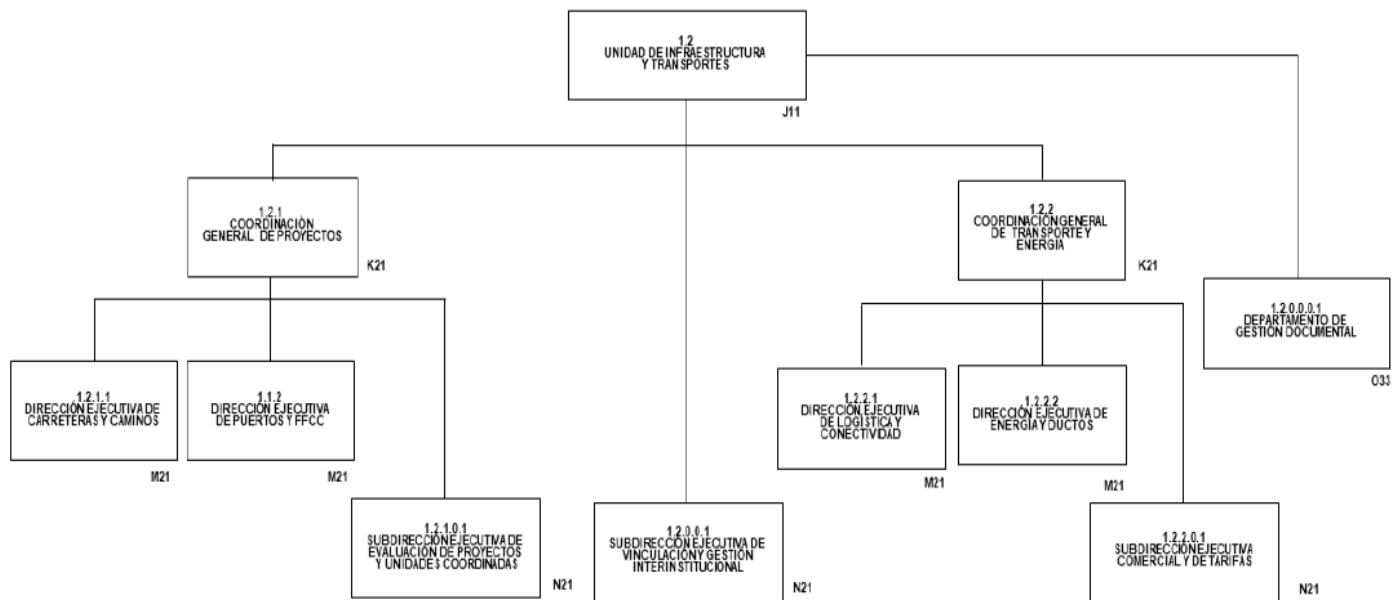 1.2
UNIDAD DE INFRAESTRUCTURA
Y TRANSPORTES
J11
1.2.1
COORDINACIÓN
GENERAL DE PROYECTOS
K21
1.2.2
COORDINACIÓN GENERAL
DE TRANSPORTE Y
ENERGÍA
K21
1.2.0.0.0.1
DEPARTAMENTO DE
GESTIÓN DOCUMENTAL
O33
1.2.1.1
DIRECCIÓN EJECUTIVA DE
CARRETERAS Y CAMINOS
M21
1.1.2
DIRECCIÓN EJECUTIVA
DE PUERTOS Y FFCC
M21
1.2.2.1
DIRECCIÓN EJECUTIVA
DE LOGÍSTICA Y
CONECTIVIDAD
M21
1.2.2.2
DIRECCIÓN EJECUTIVA DE
ENERGÍA Y DUCTOS
M21
1.2.1.0.1
SUBDIRECCIÓN EJECUTIVA DE
EVALUACIÓN DE PROYECTOS
Y UNIDADES COORDINADAS
N21
1.2.0.0.1
SUBDIRECCIÓN EJECUTIVA DE
VINCULACIÓN Y GESTIÓN
INTERINSTITUCIONAL
N21
1.2.2.0.1
SUBDIRECCIÓN EJECUTIVA
COMERCIAL Y DE TARIFAS
N21